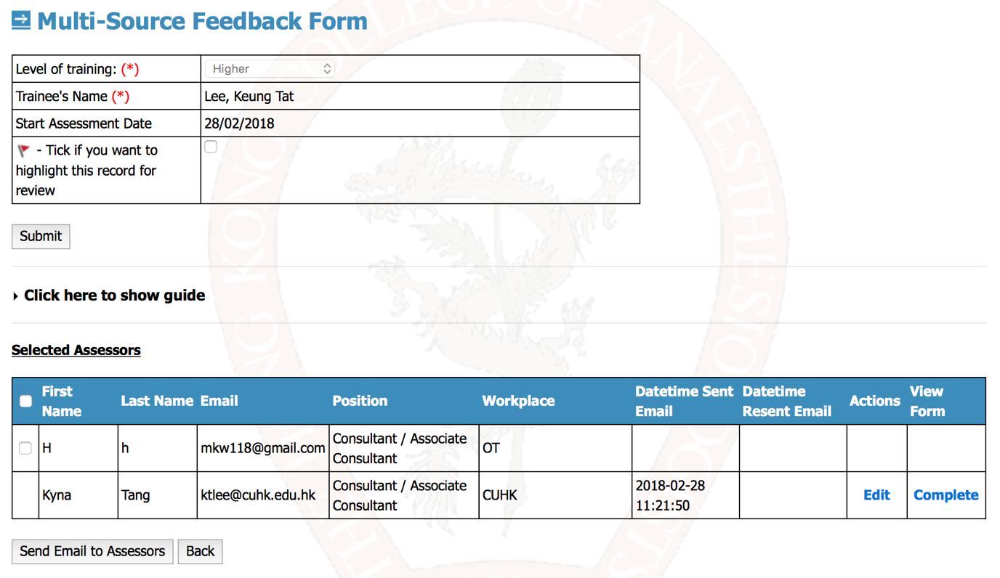 Multi-Source Feedback Form
Level of training: (*)
Higher
Trainee's Name (*)
Lee, Keung Tat
Start Assessment Date
28/02/2018
- Tick if you want to
highlight this record for
review
Submit
Click here to show guide
Selected Assessors
First Name
Last Name
Email
Position
Workplace
Datetime Sent Email
Datetime Resent Email
Actions
View Form
H
h
mkw118@gmail.com
Consultant / Associate
Consultant
OT
Kyna
Tang
ktlee@cuhk.edu.hk
Consultant / Associate
Consultant
CUHK
2018-02-28
11:21:50
Edit
Complete
Send Email to Assessors
Back
KONG COLLEGE OF ANAESTHESIOL